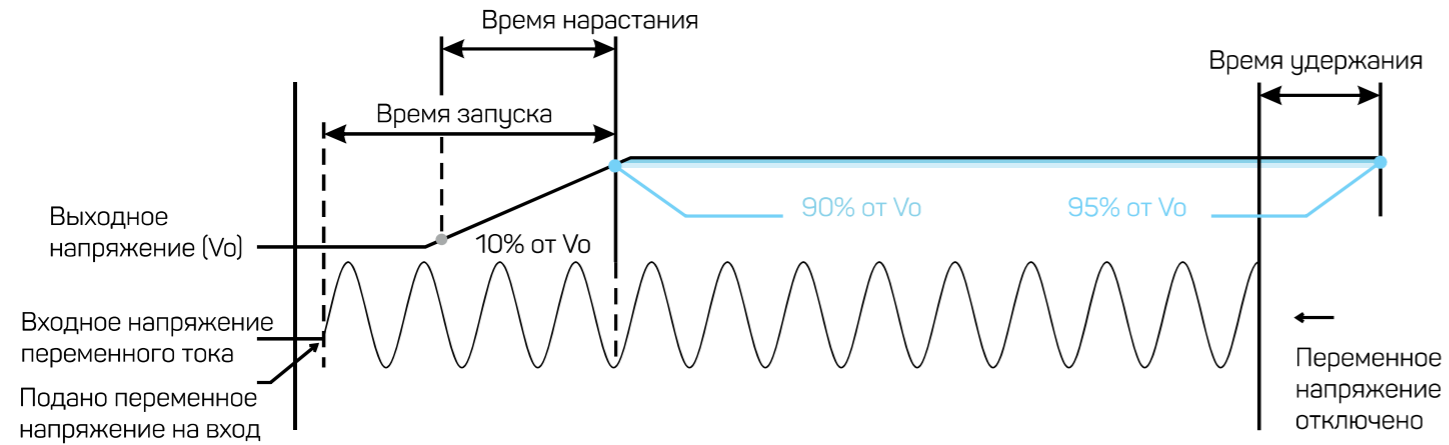 Время нарастания
Время удержания
Время запуска
Выходное
напряжение (Vo)
90% от Vo
95% от Vo
10% от Vo
Входное напряжение
переменного тока
Подано переменное
напряжение на вход
Переменное
напряжение
отключено